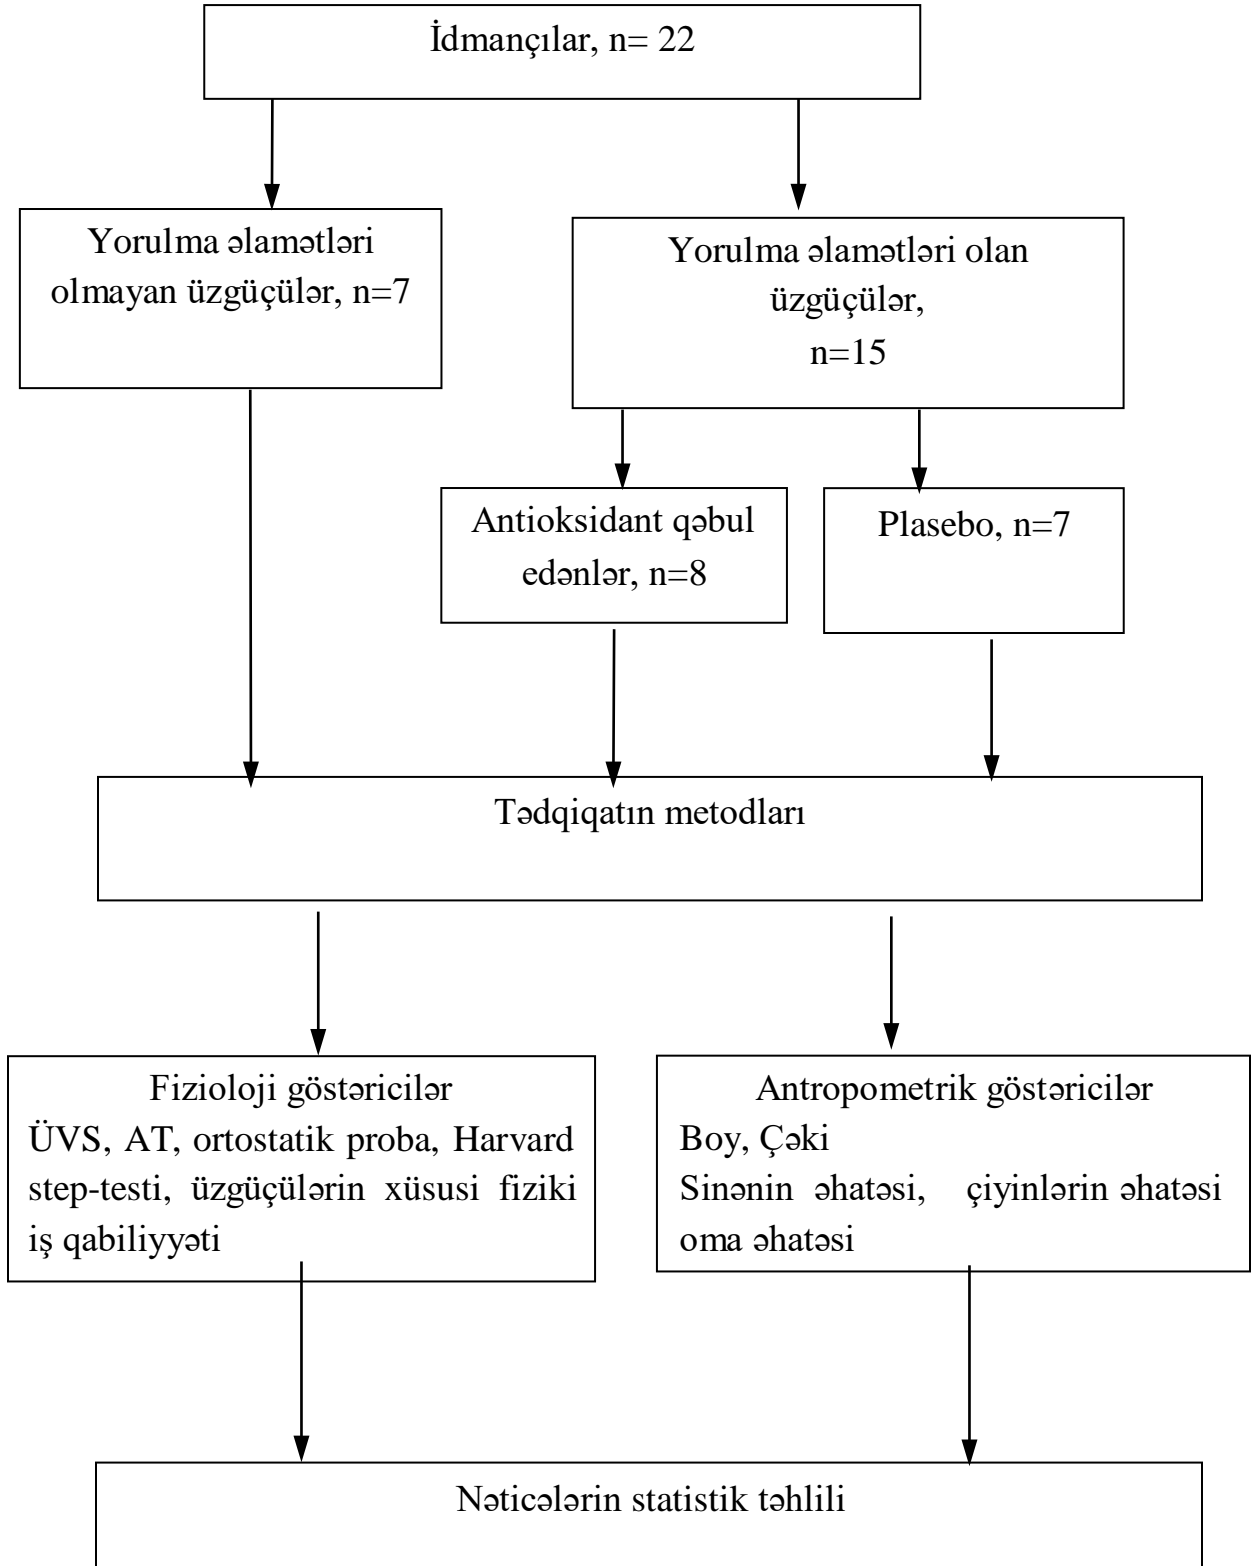 İdmançılar, n= 22
Yorulma əlamətləri
olmayan üzgüçülər, n=7
Yorulma əlamətləri olan
üzgüçülər,
n=15
Antioksidant qəbul
edənlər, n=8
Plasebo, n=7
Tədqiqatın metodları
Fizioloji göstəricilər
ÜVS, AT, ortostatik proba, Harvard
step-testi, üzgüçülərin xüsusi fiziki
iş qabiliyyəti
Antropometrik göstəricilər
Boy, Çəki
Sinənin əhatəsi, çiyinlərin əhatəsi
oma əhatəsi
Nəticələrin statistik təhlili